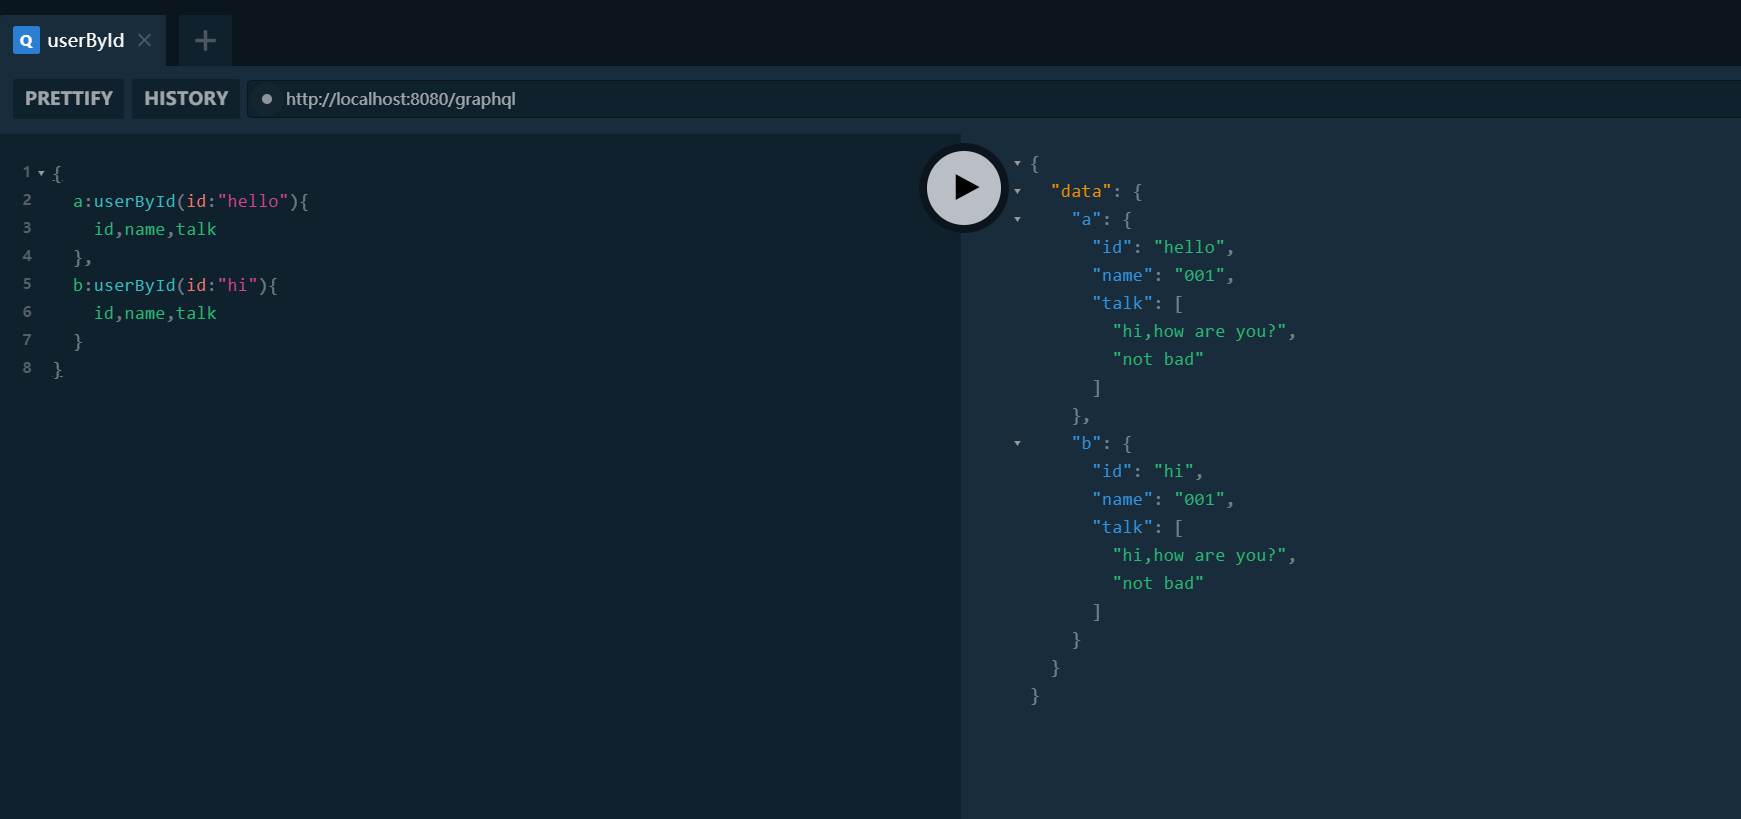 Q userById ×
PRETTIFY HISTORY http://localhost:8080/graphql
1 {
2 a:userById(id:"hello"){
3 id,name,talk
4 },
5 b:userById(id:"hi"){
6 id,name,talk
7 }
8 }
{
"data": {
"a": {
"id": "hello",
"name": "001",
"talk": [
"hi,how are you?",
"not bad"
]
},
"b": {
"id": "hi",
"name": "001",
"talk": [
"hi,how are you?",
"not bad"
]
}
}
}